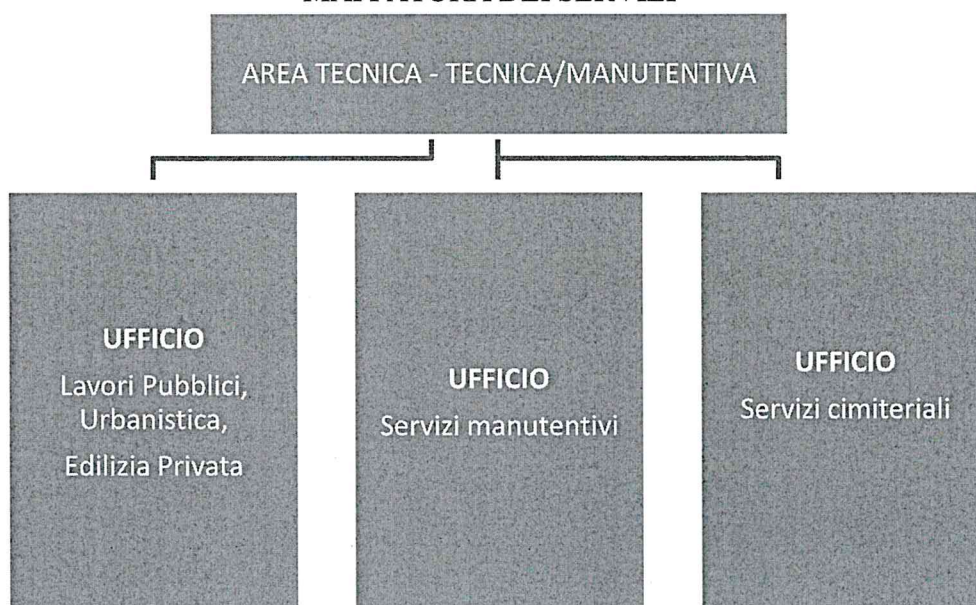 AREA TECNICA - TECNICA/MANUTENTIVA
UFFICIO
Lavori Pubblici,
Urbanistica,
Edilizia Privata
UFFICIO
Servizi manutentivi
UFFICIO
Servizi cimiteriali